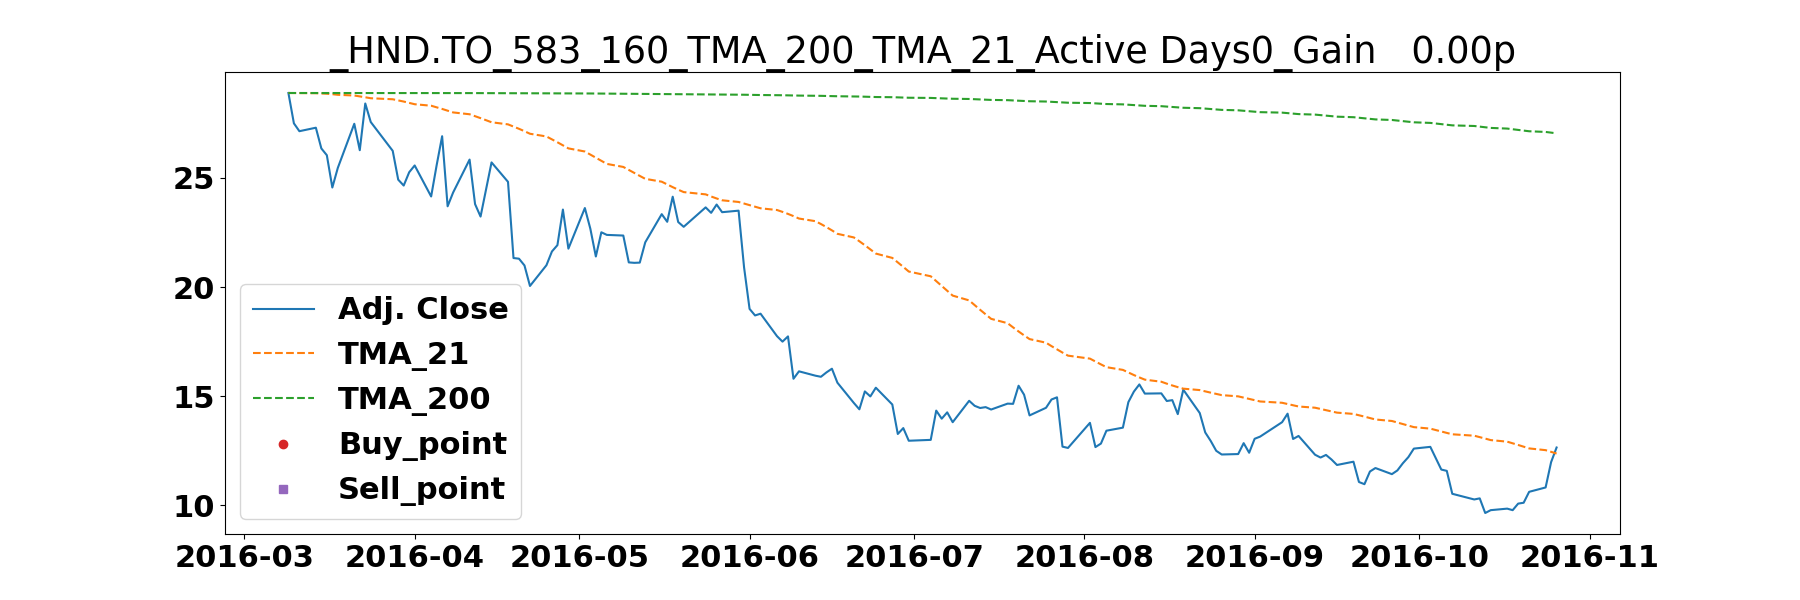 _HND.TO_583_160_TMA_200_TMA_21_Active Days0_Gain   0.00p
25
20
15
10
Adj. Close
TMA_21
TMA_200
Buy_point
Sell_point
2016-03 2016-04 2016-05 2016-06 2016-07 2016-08 2016-09 2016-10 2016-11